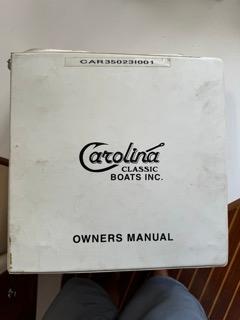 CAR35023I001
Carolina
CLASSIC
BOATS INC.
OWNERS MANUAL